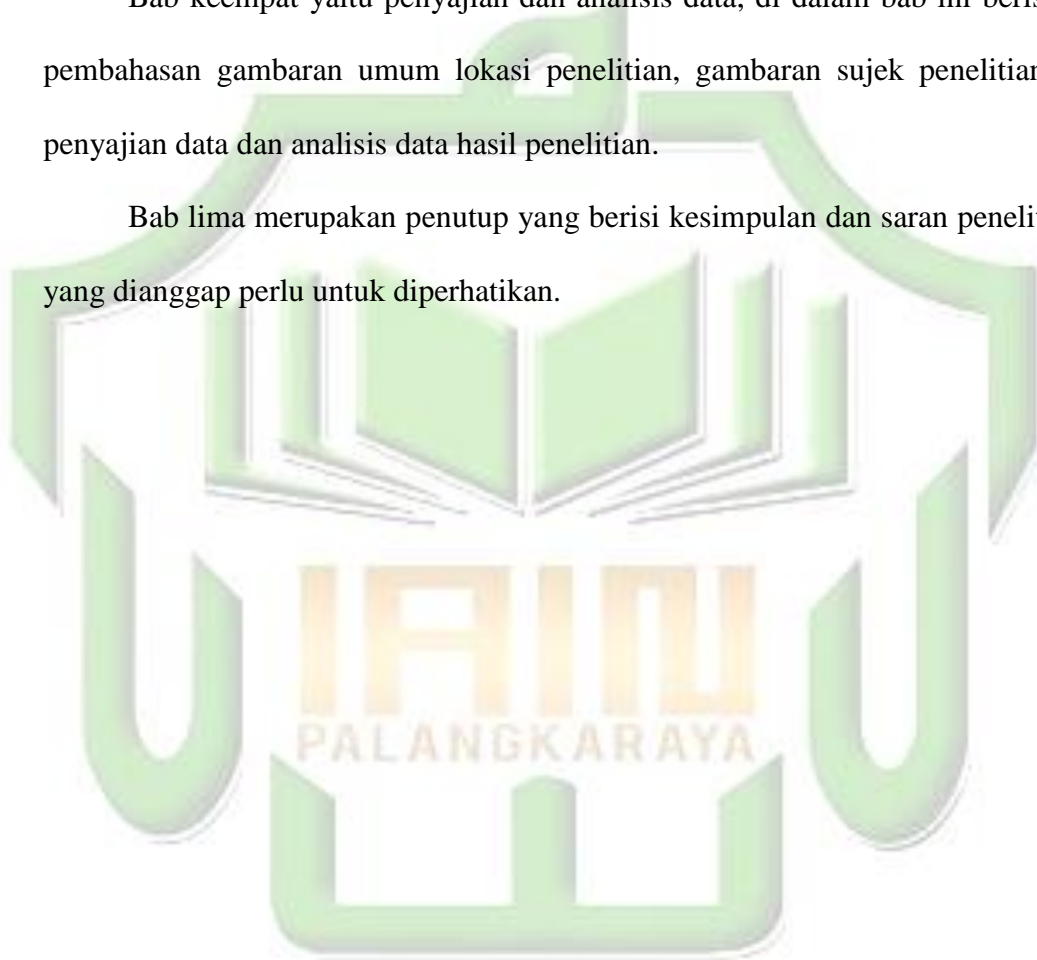 Bab keempat yaitu penyajian dan analisis data, di dalam bab ini
pembahasan gambaran umum lokasi penelitian, gambaran sujek
penyajian data dan analisis data hasil penelitian.
Bab lima merupakan penutup yang berisi kesimpulan dan saran
yang dianggap perlu untuk diperhatikan.
IAIN
PALANGKARAYA